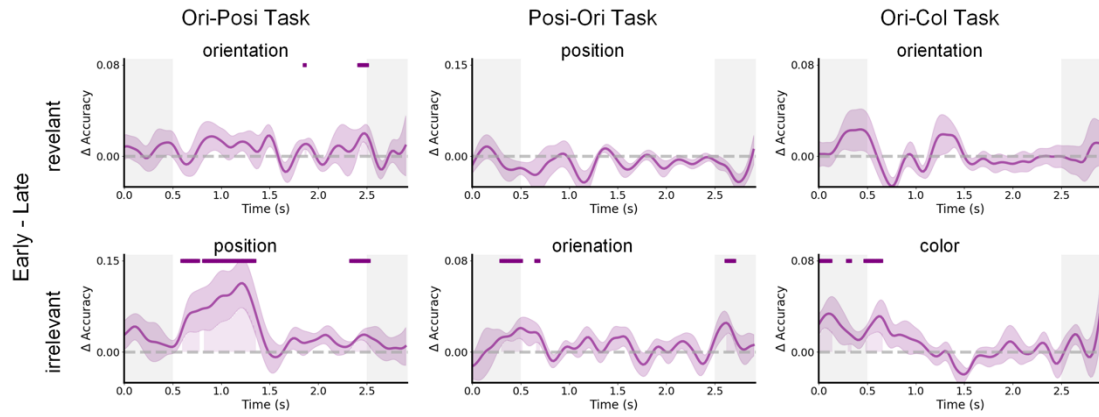 Ori-Posi Task
Posi-Ori Task
Ori-Col Task
Early - Late
revelant
orientation
0.08
0.00
Δ Accuracy
0.0 0.5 1.0 1.5 2.0 2.5
Time (s)
position
0.15
0.00
Δ Accuracy
0.0 0.5 1.0 1.5 2.0 2.5
Time (s)
orientation
0.08
0.00
Δ Accuracy
0.0 0.5 1.0 1.5 2.0 2.5
Time (s)
irrelevant
position
0.15
0.00
Δ Accuracy
0.0 0.5 1.0 1.5 2.0 2.5
Time (s)
orienation
0.08
0.00
Δ Accuracy
0.0 0.5 1.0 1.5 2.0 2.5
Time (s)
color
0.08
0.00
Δ Accuracy
0.0 0.5 1.0 1.5 2.0 2.5
Time (s)